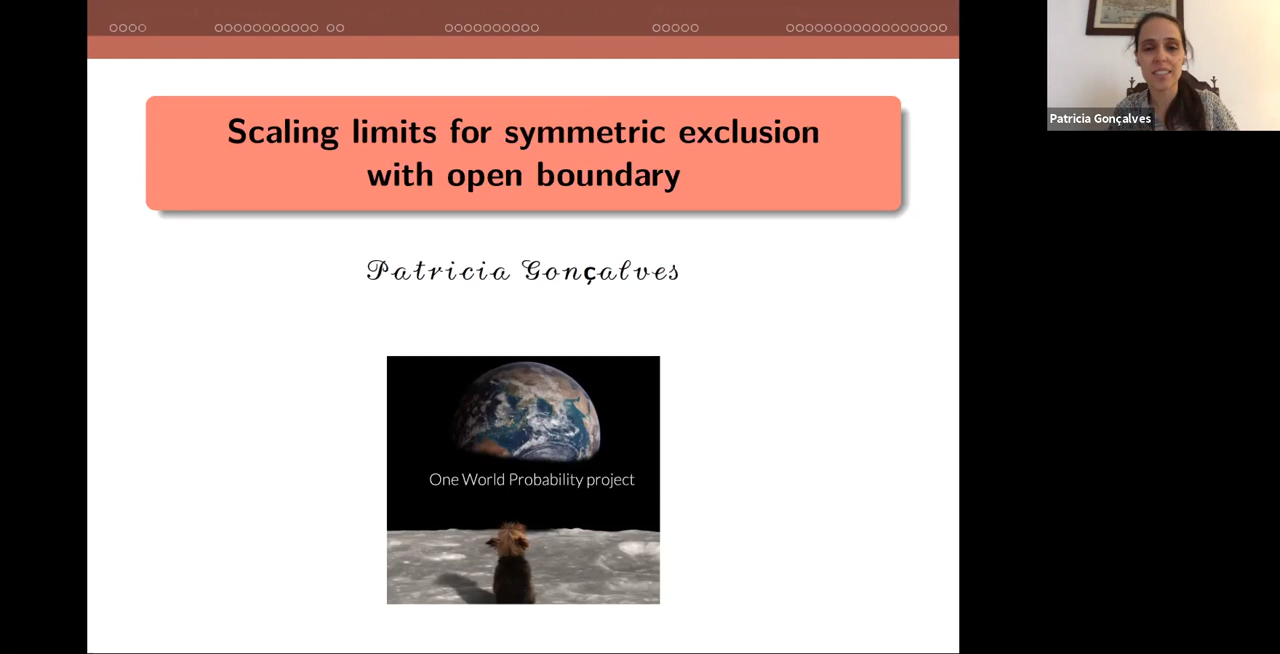 Scaling limits for symmetric exclusion
with open boundary
Patricia Gonçalves
One World Probability project
Patricia Gonçalves